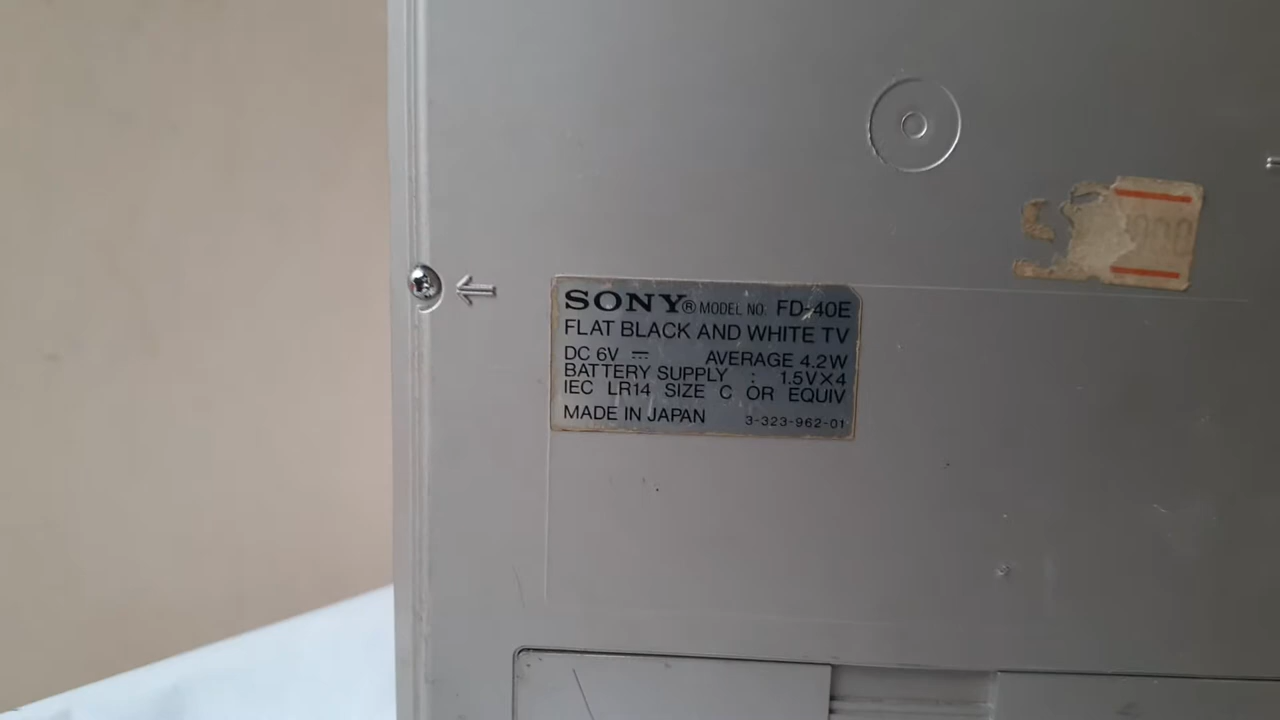 SONY® MODEL NO. FD-40E
FLAT BLACK AND WHITE TV
DC 6V ⎓ AVERAGE 4.2W
BATTERY SUPPLY : 1.5V×4
IEC LR14 SIZE C OR EQUIV
MADE IN JAPAN 3-323-962-01